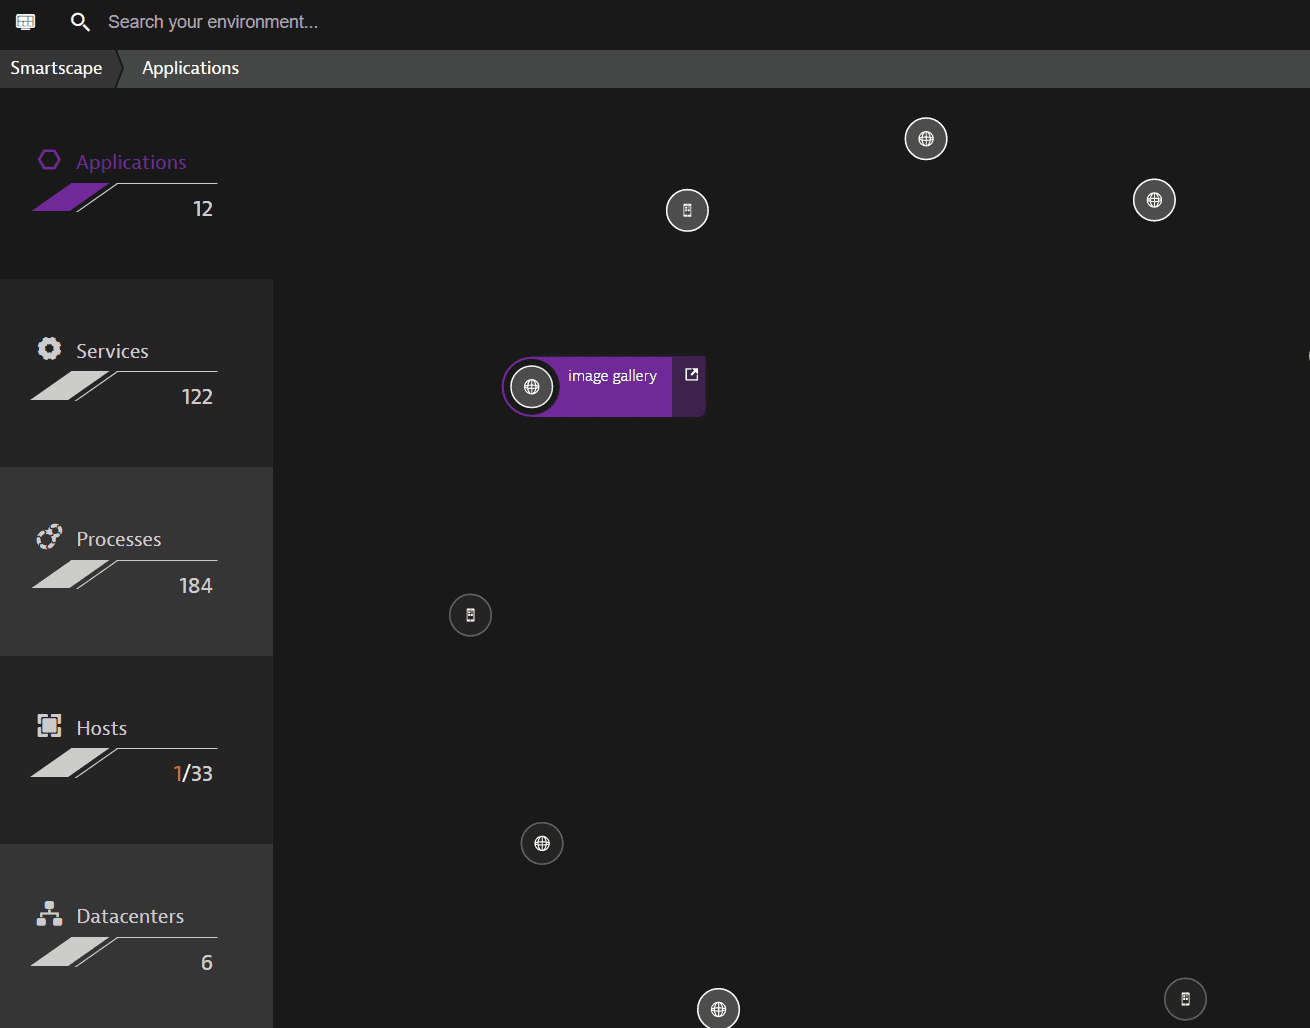 Search your environment...
Smartscape
Applications
Applications
12
Services
122
image gallery
Processes
184
Hosts
1/33
Datacenters
6